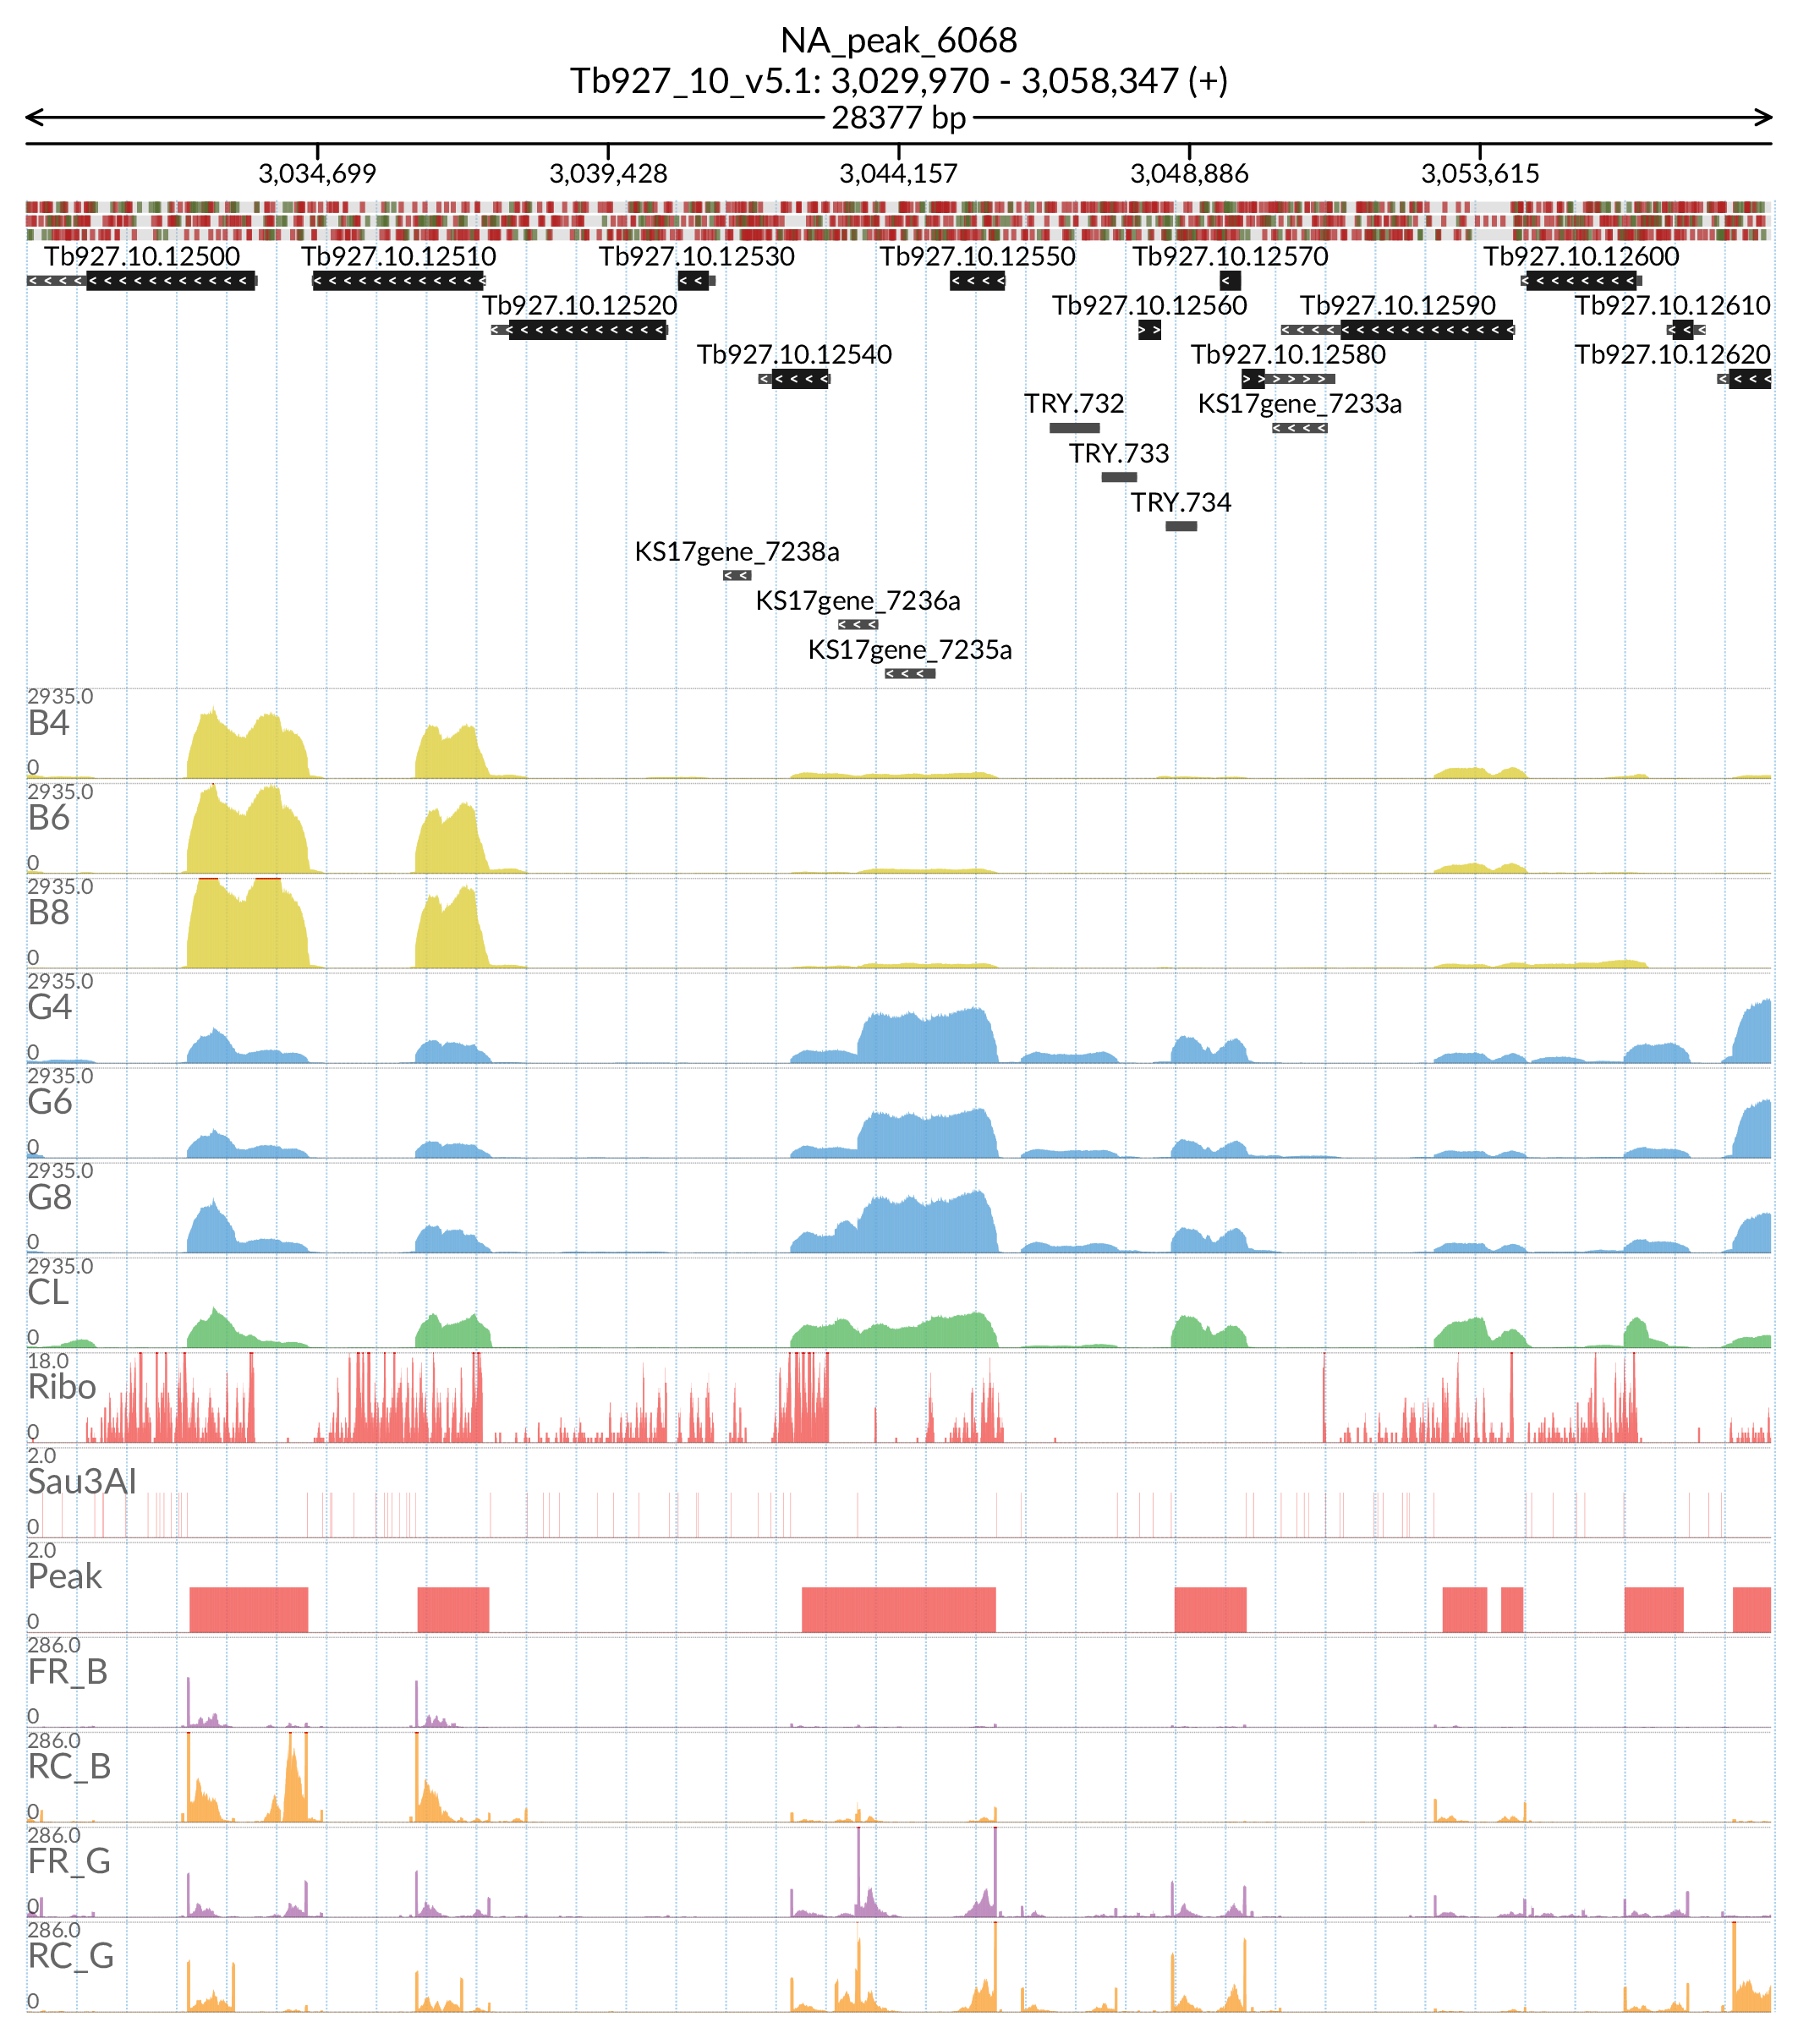 NA_peak_6068
Tb927_10_v5.1: 3,029,970 - 3,058,347 (+)
28377 bp
3,034,699 3,039,428 3,044,157 3,048,886 3,053,615
Tb927.10.12500 Tb927.10.12510 Tb927.10.12530 Tb927.10.12550 Tb927.10.12570 Tb927.10.12600
Tb927.10.12520 Tb927.10.12560 Tb927.10.12590 Tb927.10.12610
Tb927.10.12540 Tb927.10.12580 Tb927.10.12620
TRY.732 KS17gene_7233a
TRY.733
TRY.734
KS17gene_7238a
KS17gene_7236a
KS17gene_7235a
2935.0
B4
0
2935.0
B6
0
2935.0
B8
0
2935.0
G4
0
2935.0
G6
0
2935.0
G8
0
2935.0
CL
0
18.0
Ribo
0
2.0
Sau3AI
0
2.0
Peak
0
286.0
FR_B
0
286.0
RC_B
0
286.0
FR_G
0
286.0
RC_G
0